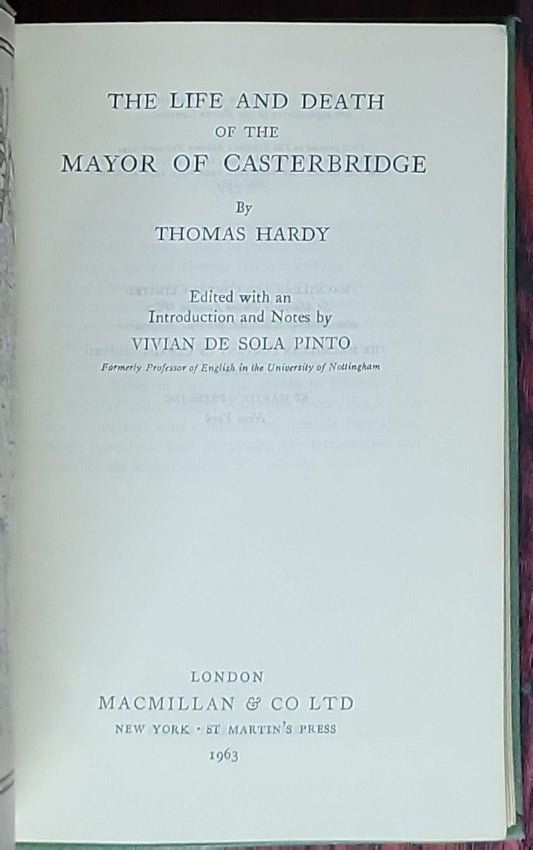 THE LIFE AND DEATH
OF THE
MAYOR OF CASTERBRIDGE
By
THOMAS HARDY
Edited with an
Introduction and Notes by
VIVIAN DE SOLA PINTO
Formerly Professor of English in the University of Nottingham
LONDON
MACMILLAN & CO LTD
NEW YORK · ST MARTIN'S PRESS
1963